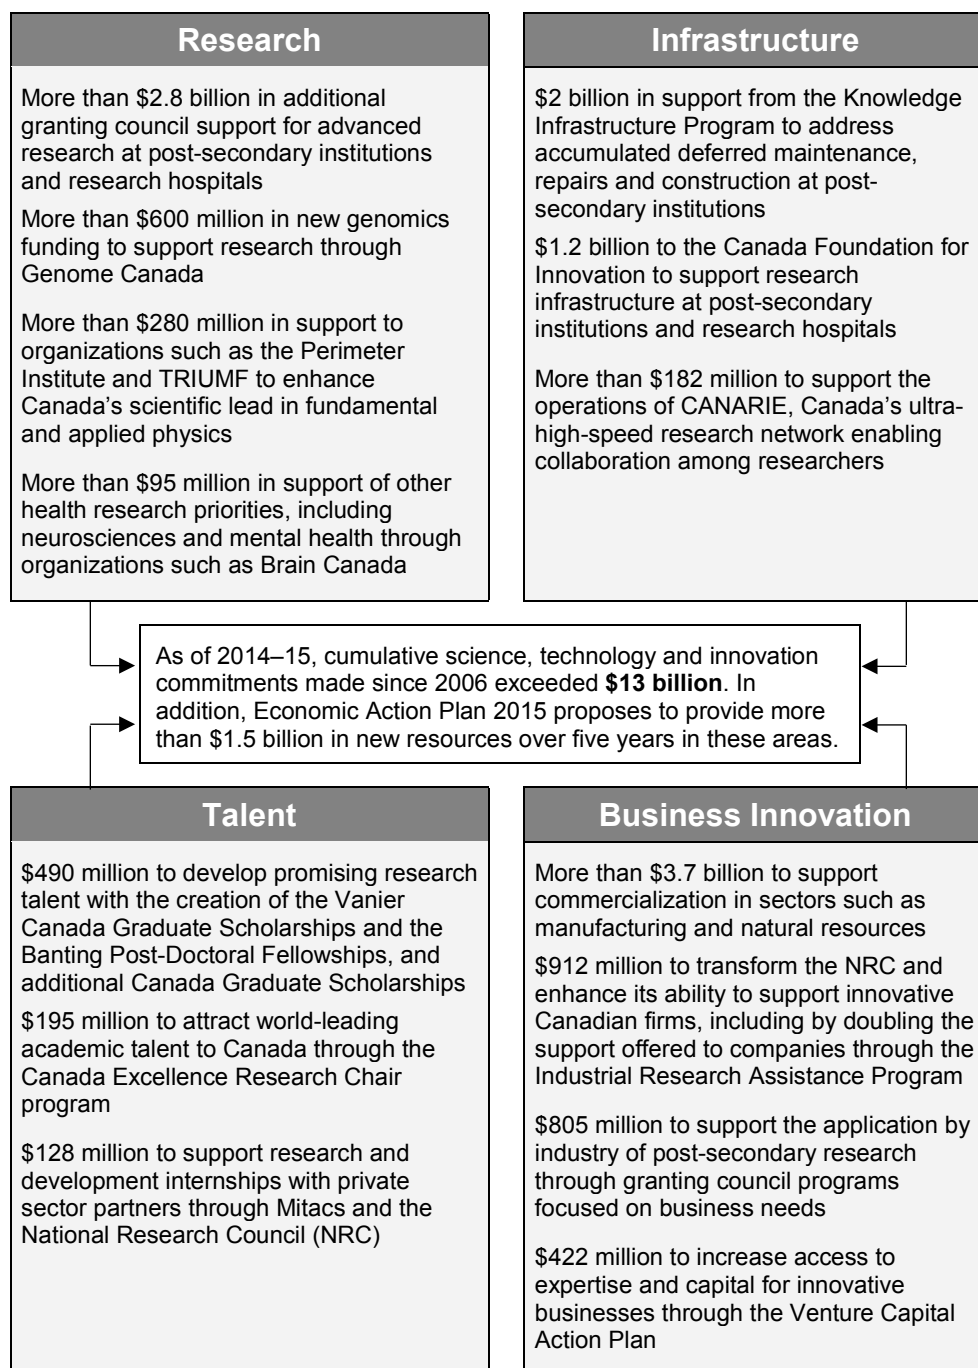 Research
More than $2.8 billion in additional
granting council support for advanced
research at post-secondary institutions
and research hospitals
More than $600 million in new genomics
funding to support research through
Genome Canada
More than $280 million in support to
organizations such as the Perimeter
Institute and TRIUMF to enhance
Canada’s scientific lead in fundamental
and applied physics
More than $95 million in support of other
health research priorities, including
neurosciences and mental health through
organizations such as Brain Canada
Infrastructure
$2 billion in support from the Knowledge
Infrastructure Program to address
accumulated deferred maintenance,
repairs and construction at post-
secondary institutions
$1.2 billion to the Canada Foundation for
Innovation to support research
infrastructure at post-secondary
institutions and research hospitals
More than $182 million to support the
operations of CANARIE, Canada’s ultra-
high-speed research network enabling
collaboration among researchers
As of 2014–15, cumulative science, technology and innovation
commitments made since 2006 exceeded $13 billion. In
addition, Economic Action Plan 2015 proposes to provide more
than $1.5 billion in new resources over five years in these areas.
Talent
$490 million to develop promising research
talent with the creation of the Vanier
Canada Graduate Scholarships and the
Banting Post-Doctoral Fellowships, and
additional Canada Graduate Scholarships
$195 million to attract world-leading
academic talent to Canada through the
Canada Excellence Research Chair
program
$128 million to support research and
development internships with private
sector partners through Mitacs and the
National Research Council (NRC)
Business Innovation
More than $3.7 billion to support
commercialization in sectors such as
manufacturing and natural resources
$912 million to transform the NRC and
enhance its ability to support innovative
Canadian firms, including by doubling the
support offered to companies through the
Industrial Research Assistance Program
$805 million to support the application by
industry of post-secondary research
through granting council programs
focused on business needs
$422 million to increase access to
expertise and capital for innovative
businesses through the Venture Capital
Action Plan